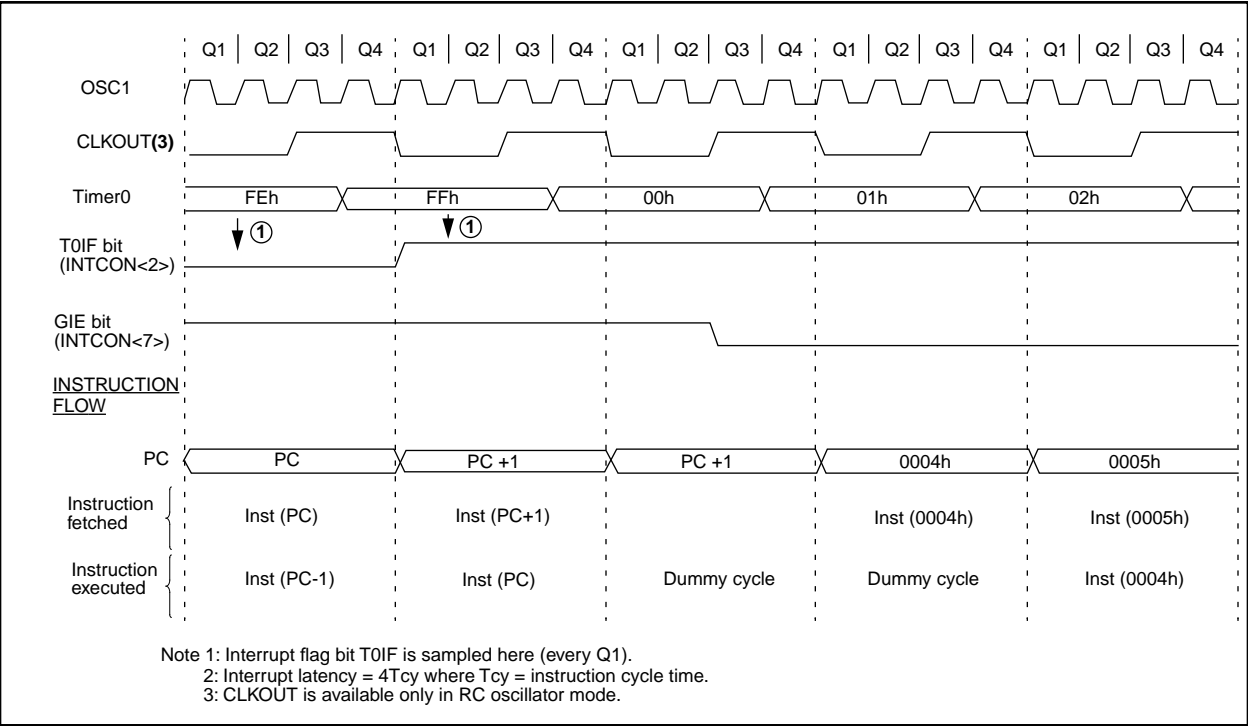 Q1 Q2 Q3 Q4 Q1 Q2 Q3 Q4 Q1 Q2 Q3 Q4 Q1 Q2 Q3 Q4 Q1 Q2 Q3 Q4
OSC1
CLKOUT(3)
Timer0 FEh FFh 00h 01h 02h
1 1
T0IF bit
(INTCON<2>)
GIE bit
(INTCON<7>)
INSTRUCTION
FLOW
PC PC PC +1 PC +1 0004h 0005h
Instruction
fetched
Inst (PC) Inst (PC+1) Inst (0004h) Inst (0005h)
Instruction
executed
Inst (PC-1) Inst (PC) Dummy cycle Dummy cycle Inst (0004h)
Note 1: Interrupt flag bit T0IF is sampled here (every Q1).
2: Interrupt latency = 4Tcy where Tcy = instruction cycle time.
3: CLKOUT is available only in RC oscillator mode.